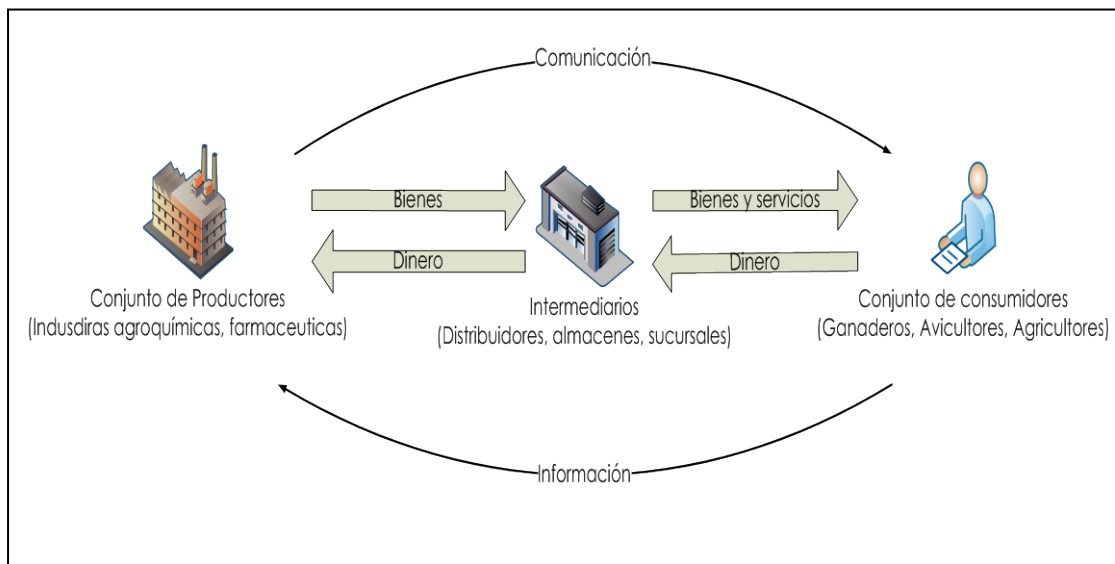 Comunicación
Bienes
Bienes y servicios
Dinero
Dinero
Conjunto de Productores
(Indusdiras agroquímicas, farmaceuticas)
Intermediarios
(Distribuidores, almacenes, sucursales)
Conjunto de consumidores
(Ganaderos, Avicultores, Agricultores)
Información